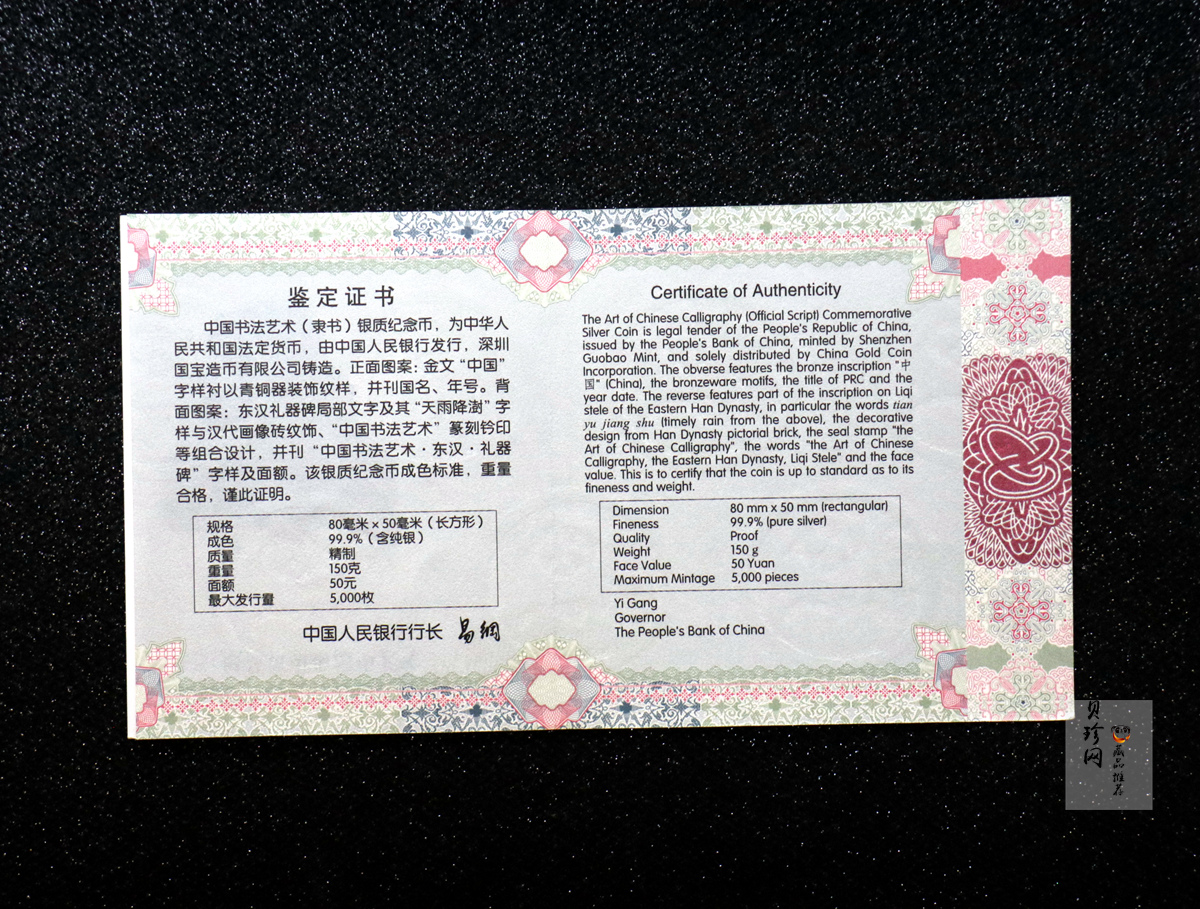 鉴定证书
中国书法艺术（隶书）银质纪念币，为中华人
民共和国法定货币，由中国人民银行发行，深圳
国宝造币有限公司铸造。正面图案：金文“中国”
字样衬以青铜器装饰纹样，并刊国名、年号。背
面图案：东汉礼器碑局部文字及其“天雨降澍”字
样与汉代画像砖纹饰、“中国书法艺术”篆刻钤印
等组合设计，并刊“中国书法艺术·东汉·礼器
碑”字样及面额。该银质纪念币成色标准，重量
合格，谨此证明。
规格 80毫米×50毫米（长方形）
成色 99.9%（含纯银）
质量 精制
重量 150克
面额 50元
最大发行量 5,000枚
中国人民银行行长 易纲
Certificate of Authenticity
The Art of Chinese Calligraphy (Official Script) Commemorative
Silver Coin is legal tender of the People's Republic of China,
issued by the People's Bank of China, minted by Shenzhen
Guobao Mint, and solely distributed by China Gold Coin
Incorporation. The obverse features the bronze inscription "中
国" (China), the bronzeware motifs, the title of PRC and the
year date. The reverse features part of the inscription on Liqi
stele of the Eastern Han Dynasty, in particular the words tian
yu jiang shu (timely rain from the above), the decorative
design from Han Dynasty pictorial brick, the seal stamp "the
Art of Chinese Calligraphy", the words "the Art of Chinese
Calligraphy, the Eastern Han Dynasty, Liqi Stele" and the face
value. This is to certify that the coin is up to standard as to its
fineness and weight.
Dimension 80 mm x 50 mm (rectangular)
Fineness 99.9% (pure silver)
Quality Proof
Weight 150 g
Face Value 50 Yuan
Maximum Mintage 5,000 pieces
Yi Gang
Governor
The People's Bank of China
贝珍网
藏品推荐